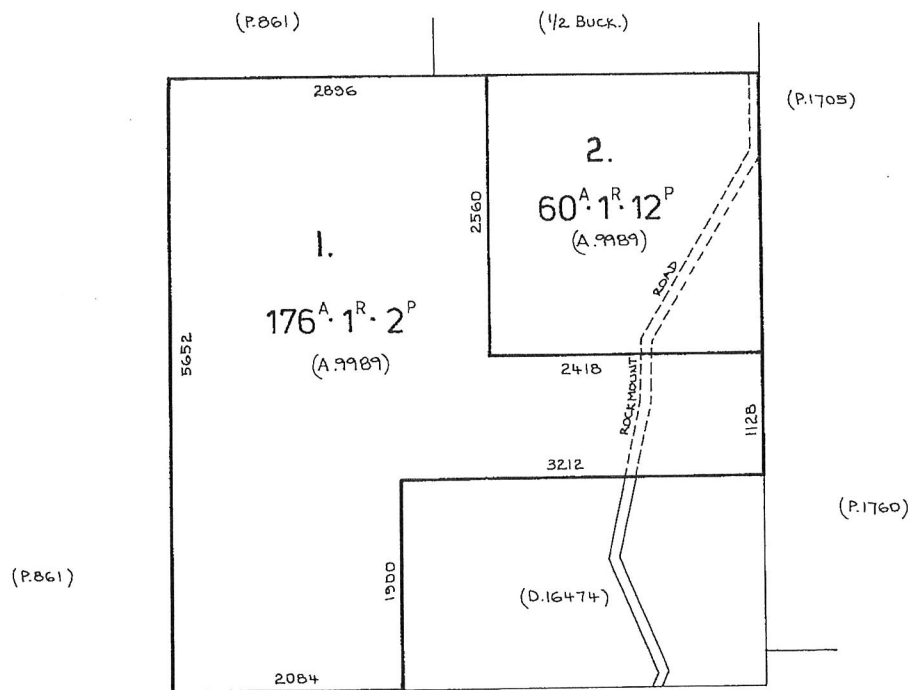 (P.861)
(1/2 BUCK.)
2896
(P.1705)
2.
60A.1R.12P
(A.9989)
2560
1.
176A.1R.2P
(A.9989)
ROAD
5652
2418
ROCKMOUNT
1128
3212
(P.1760)
(P.861)
1900
(D.16474)
2084